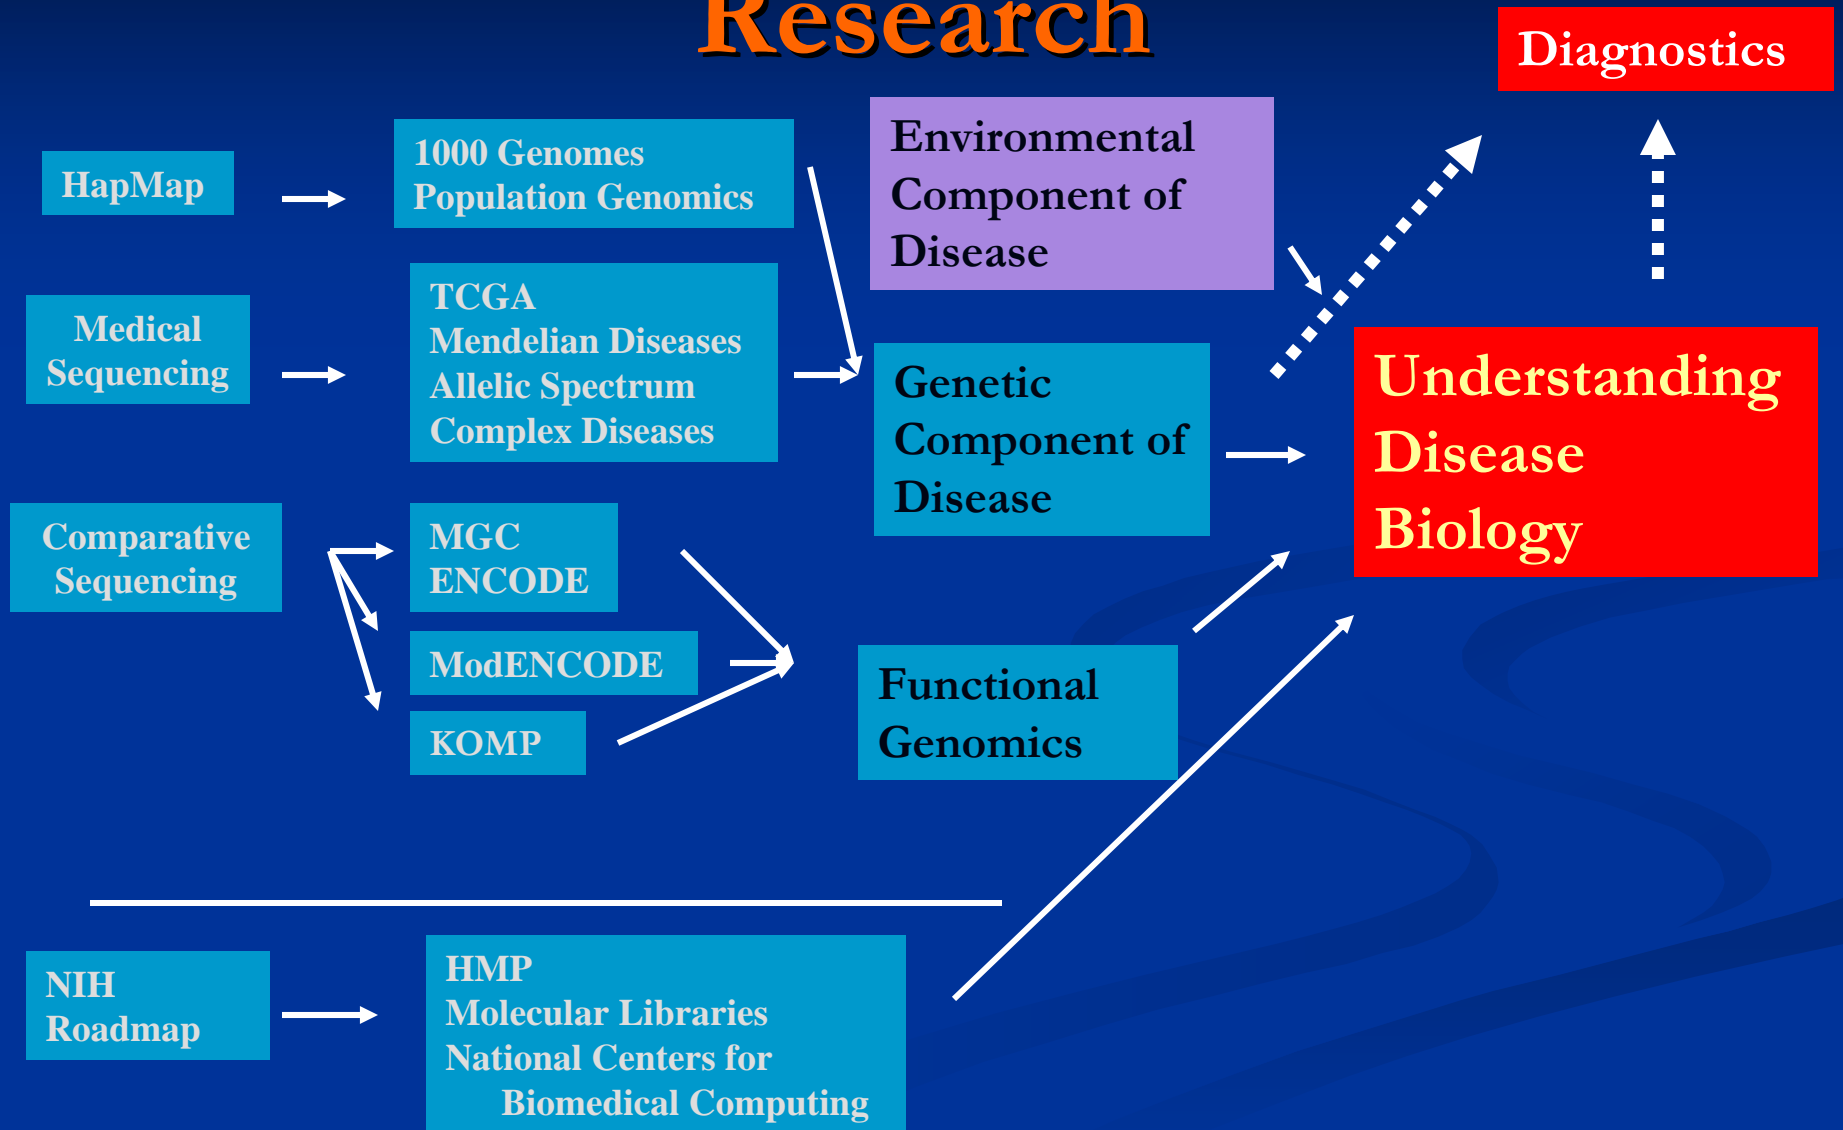 Research
Diagnostics
HapMap
1000 Genomes
Population Genomics
Environmental
Component of
Disease
Medical
Sequencing
TCGA
Mendelian Diseases
Allelic Spectrum
Complex Diseases
Genetic
Component of
Disease
Understanding
Disease
Biology
Comparative
Sequencing
MGC
ENCODE
ModENCODE
KOMP
Functional
Genomics
NIH
Roadmap
HMP
Molecular Libraries
National Centers for
Biomedical Computing